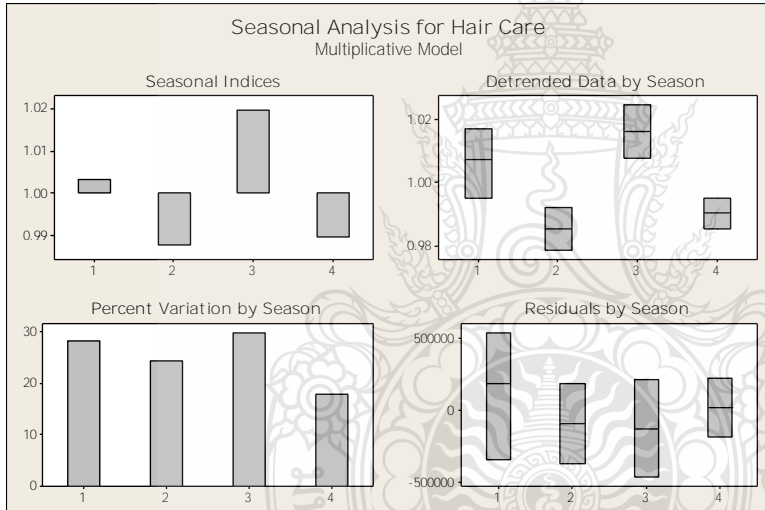 Seasonal Analysis for Hair Care
Multiplicative Model
Seasonal Indices
1.02
1.01
1.00
0.99
1 2 3 4
Detrended Data by Season
1.02
1.00
0.98
1 2 3 4
Percent Variation by Season
30
20
10
0
1 2 3 4
Residuals by Season
500000
0
-500000
1 2 3 4